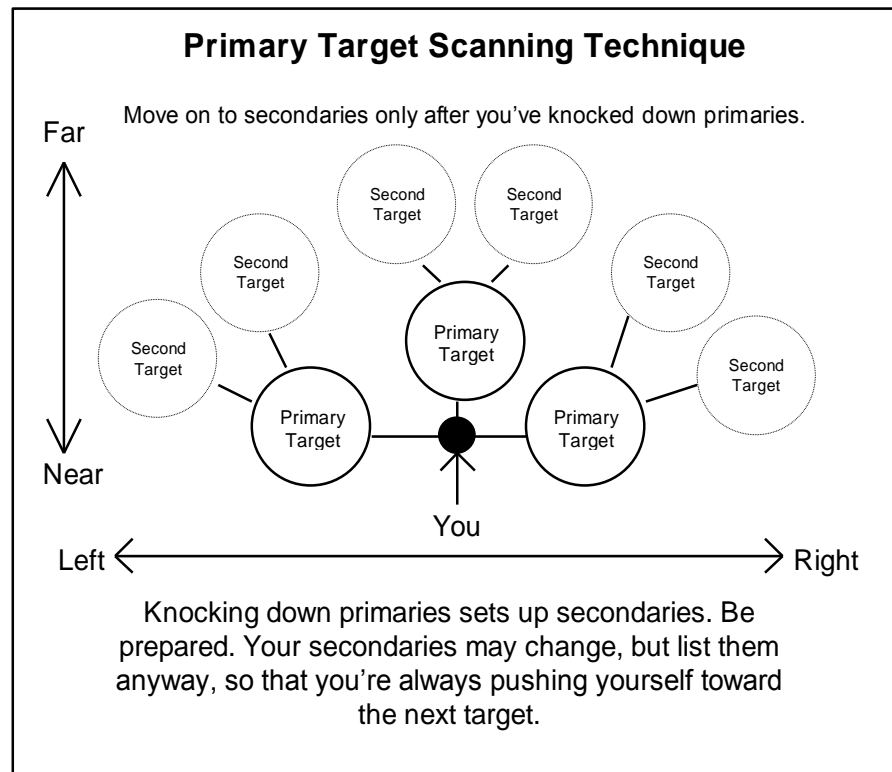 Primary Target Scanning Technique
Move on to secondaries only after you've knocked down primaries.
Far
Second
Target
Second
Target
Second
Target
Second
Target
Second
Target
Second
Target
Primary
Target
Primary
Target
Primary
Target
Near
You
Left
Right
Knocking down primaries sets up secondaries. Be
prepared. Your secondaries may change, but list them
anyway, so that you're always pushing yourself toward
the next target.